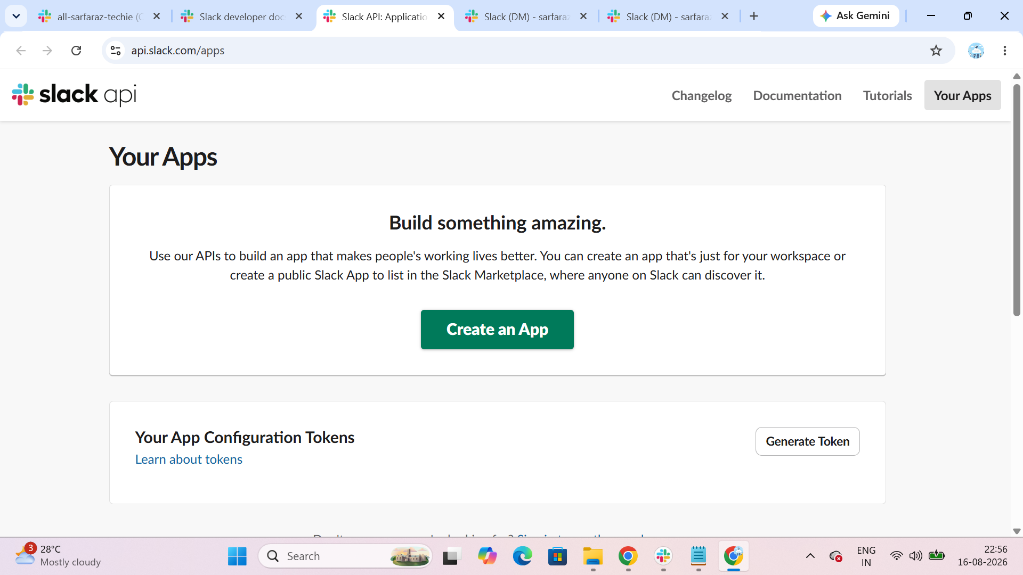 all-sarfaraz-techie (
Slack developer doc
Slack API: Applicatio
Slack (DM) - sarfaraz
Slack (DM) - sarfaraz
Ask Gemini
api.slack.com/apps
slack api
Changelog
Documentation
Tutorials
Your Apps
Your Apps
Build something amazing.
Use our APIs to build an app that makes people's working lives better. You can create an app that's just for your workspace or
create a public Slack App to list in the Slack Marketplace, where anyone on Slack can discover it.
Create an App
Your App Configuration Tokens
Generate Token
Learn about tokens
3
28°C
Mostly cloudy
Search
ENG
IN
22:56
16-08-2026